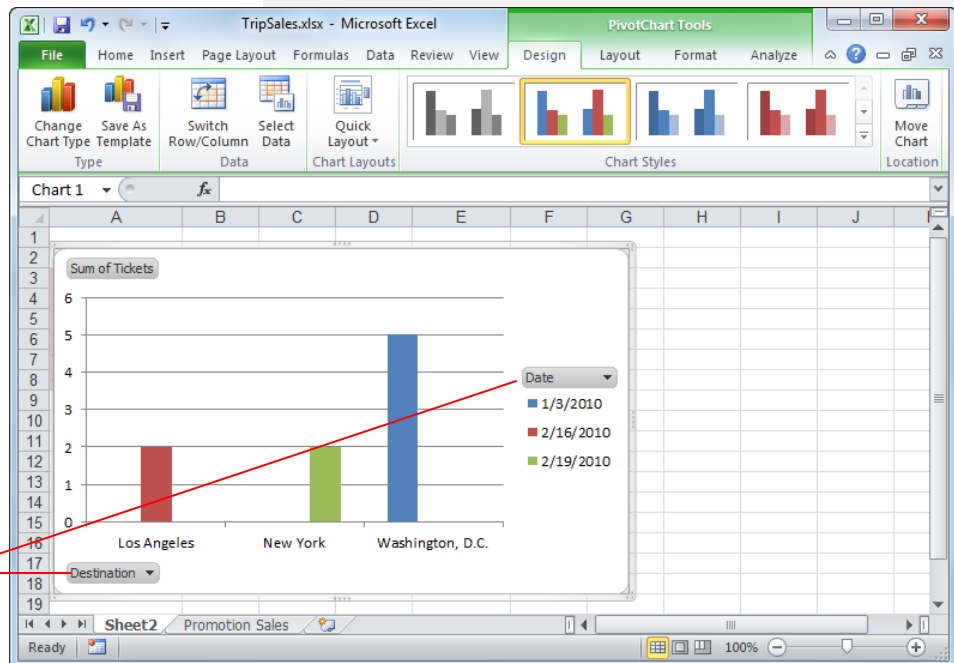 TripSales.xlsx - Microsoft Excel
PivotChart Tools
File Home Insert Page Layout Formulas Data Review View Design Layout Format Analyze
Change Chart Type
Save As Template
Type
Switch Row/Column
Select Data
Data
Quick Layout
Chart Layouts
Chart Styles
Move Chart
Location
Chart 1
fx
A B C D E F G H I J
1
2
3
4
5
6
7
8
9
10
11
12
13
14
15
16
17
18
19
Sum of Tickets
6
5
4
3
2
1
0
Los Angeles New York Washington, D.C.
Date
1/3/2010
2/16/2010
2/19/2010
Destination
Sheet2 Promotion Sales
Ready 100%